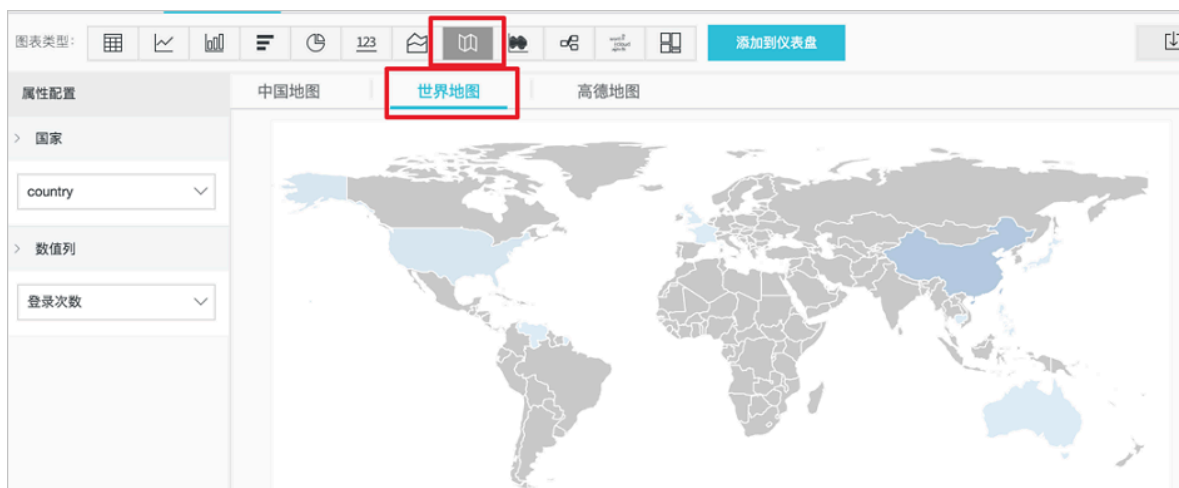 图表类型:
123
添加到仪表盘
属性配置
中国地图
世界地图
高德地图
国家
country
数值列
登录次数